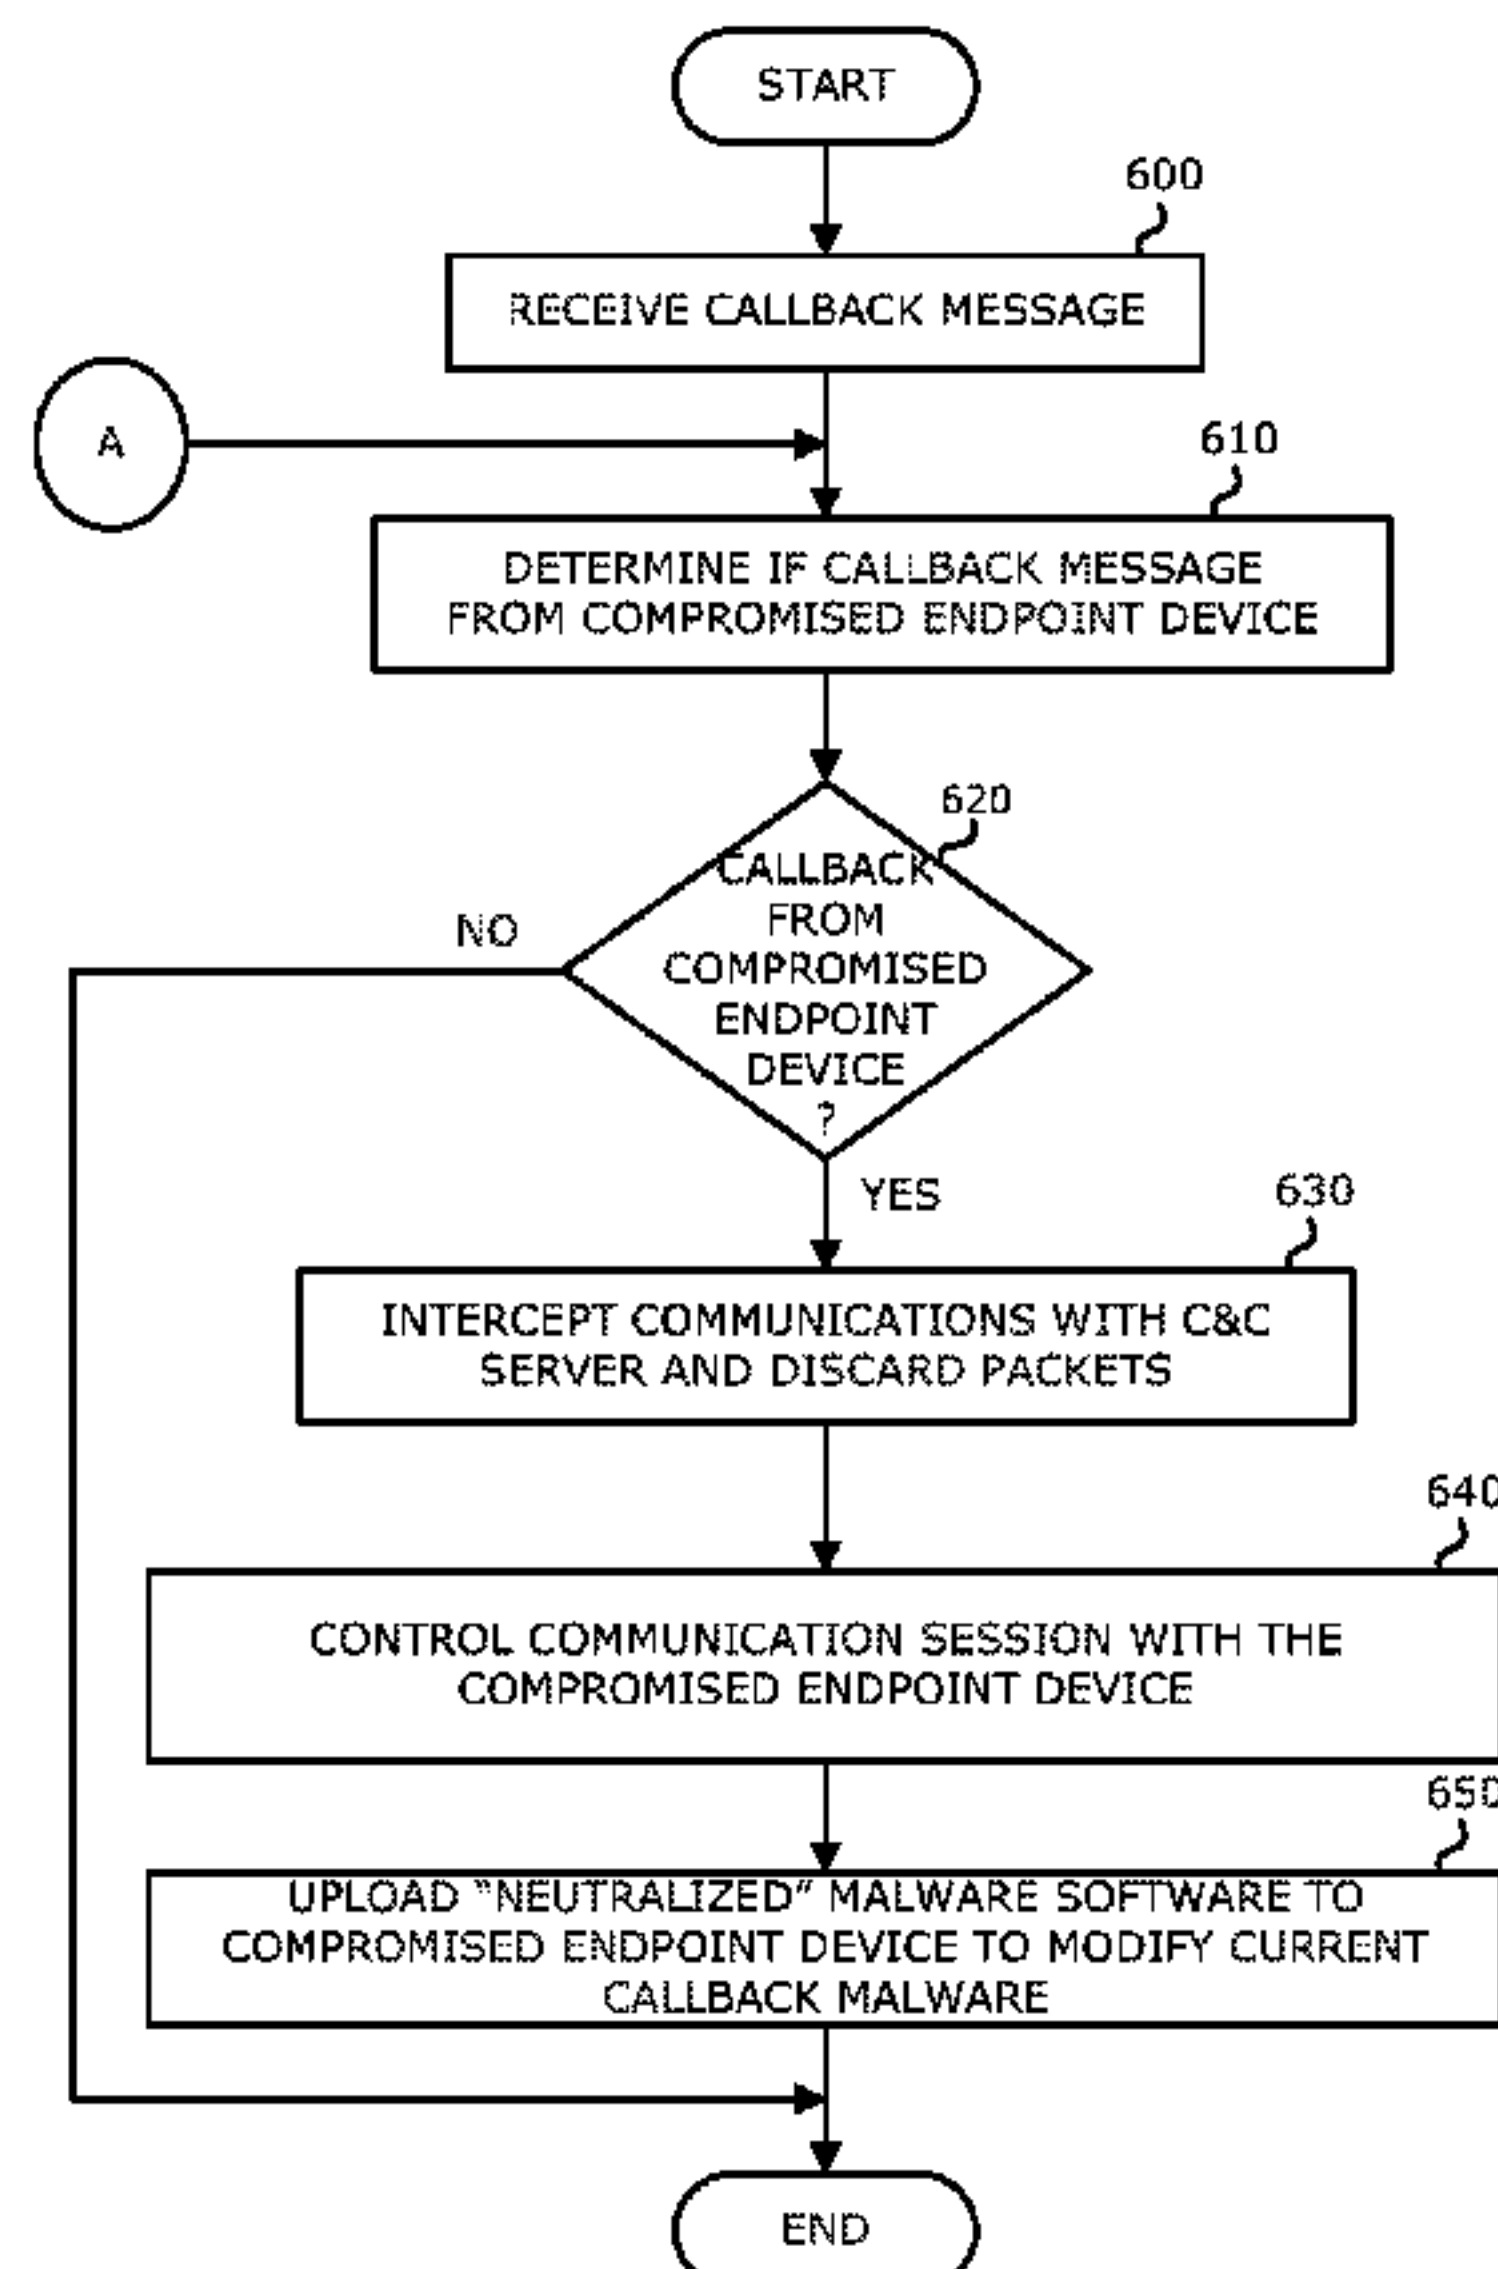 START
600
RECEIVE CALLBACK MESSAGE
A
610
DETERMINE IF CALLBACK MESSAGE
FROM COMPROMISED ENDPOINT DEVICE
620
CALLBACK
FROM
COMPROMISED
ENDPOINT
DEVICE
?
NO
YES
630
INTERCEPT COMMUNICATIONS WITH C&C
SERVER AND DISCARD PACKETS
640
CONTROL COMMUNICATION SESSION WITH THE
COMPROMISED ENDPOINT DEVICE
650
UPLOAD "NEUTRALIZED" MALWARE SOFTWARE TO
COMPROMISED ENDPOINT DEVICE TO MODIFY CURRENT
CALLBACK MALWARE
END